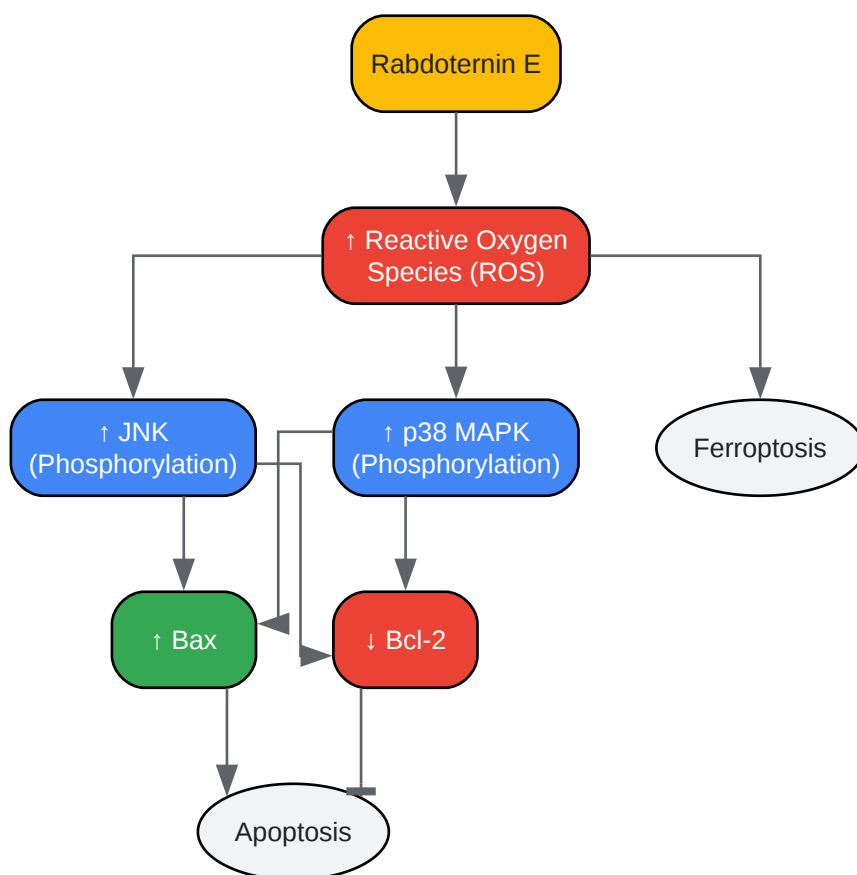 Rabdoternin E
↑ Reactive Oxygen
Species (ROS)
↑ JNK
(Phosphorylation)
↑ p38 MAPK
(Phosphorylation)
Ferroptosis
↑ Bax
↓ Bcl-2
Apoptosis